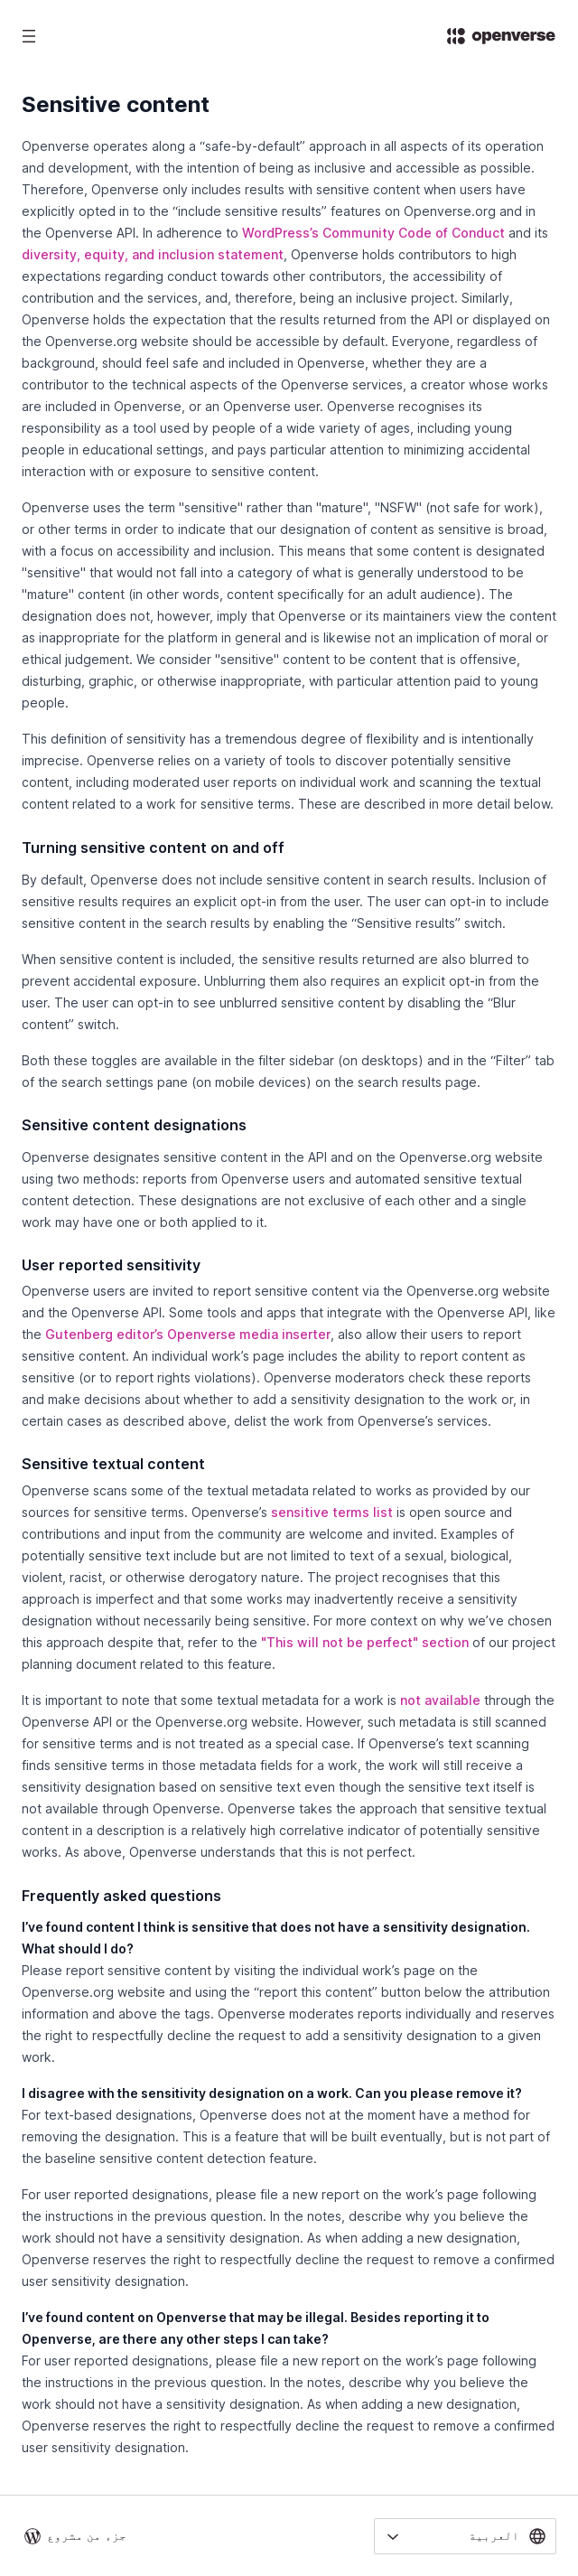 openverse
Sensitive content
Openverse operates along a “safe-by-default” approach in all aspects of its operation
and development, with the intention of being as inclusive and accessible as possible.
Therefore, Openverse only includes results with sensitive content when users have
explicitly opted in to the “include sensitive results” features on Openverse.org and in
the Openverse API. In adherence to WordPress’s Community Code of Conduct and its
diversity, equity, and inclusion statement, Openverse holds contributors to high
expectations regarding conduct towards other contributors, the accessibility of
contribution and the services, and, therefore, being an inclusive project. Similarly,
Openverse holds the expectation that the results returned from the API or displayed on
the Openverse.org website should be accessible by default. Everyone, regardless of
background, should feel safe and included in Openverse, whether they are a
contributor to the technical aspects of the Openverse services, a creator whose works
are included in Openverse, or an Openverse user. Openverse recognises its
responsibility as a tool used by people of a wide variety of ages, including young
people in educational settings, and pays particular attention to minimizing accidental
interaction with or exposure to sensitive content.
Openverse uses the term "sensitive" rather than "mature", "NSFW" (not safe for work),
or other terms in order to indicate that our designation of content as sensitive is broad,
with a focus on accessibility and inclusion. This means that some content is designated
"sensitive" that would not fall into a category of what is generally understood to be
"mature" content (in other words, content specifically for an adult audience). The
designation does not, however, imply that Openverse or its maintainers view the content
as inappropriate for the platform in general and is likewise not an implication of moral or
ethical judgement. We consider "sensitive" content to be content that is offensive,
disturbing, graphic, or otherwise inappropriate, with particular attention paid to young
people.
This definition of sensitivity has a tremendous degree of flexibility and is intentionally
imprecise. Openverse relies on a variety of tools to discover potentially sensitive
content, including moderated user reports on individual work and scanning the textual
content related to a work for sensitive terms. These are described in more detail below.
Turning sensitive content on and off
By default, Openverse does not include sensitive content in search results. Inclusion of
sensitive results requires an explicit opt-in from the user. The user can opt-in to include
sensitive content in the search results by enabling the “Sensitive results” switch.
When sensitive content is included, the sensitive results returned are also blurred to
prevent accidental exposure. Unblurring them also requires an explicit opt-in from the
user. The user can opt-in to see unblurred sensitive content by disabling the “Blur
content” switch.
Both these toggles are available in the filter sidebar (on desktops) and in the “Filter” tab
of the search settings pane (on mobile devices) on the search results page.
Sensitive content designations
Openverse designates sensitive content in the API and on the Openverse.org website
using two methods: reports from Openverse users and automated sensitive textual
content detection. These designations are not exclusive of each other and a single
work may have one or both applied to it.
User reported sensitivity
Openverse users are invited to report sensitive content via the Openverse.org website
and the Openverse API. Some tools and apps that integrate with the Openverse API, like
the Gutenberg editor’s Openverse media inserter, also allow their users to report
sensitive content. An individual work’s page includes the ability to report content as
sensitive (or to report rights violations). Openverse moderators check these reports
and make decisions about whether to add a sensitivity designation to the work or, in
certain cases as described above, delist the work from Openverse’s services.
Sensitive textual content
Openverse scans some of the textual metadata related to works as provided by our
sources for sensitive terms. Openverse’s sensitive terms list is open source and
contributions and input from the community are welcome and invited. Examples of
potentially sensitive text include but are not limited to text of a sexual, biological,
violent, racist, or otherwise derogatory nature. The project recognises that this
approach is imperfect and that some works may inadvertently receive a sensitivity
designation without necessarily being sensitive. For more context on why we’ve chosen
this approach despite that, refer to the "This will not be perfect" section of our project
planning document related to this feature.
It is important to note that some textual metadata for a work is not available through the
Openverse API or the Openverse.org website. However, such metadata is still scanned
for sensitive terms and is not treated as a special case. If Openverse’s text scanning
finds sensitive terms in those metadata fields for a work, the work will still receive a
sensitivity designation based on sensitive text even though the sensitive text itself is
not available through Openverse. Openverse takes the approach that sensitive textual
content in a description is a relatively high correlative indicator of potentially sensitive
works. As above, Openverse understands that this is not perfect.
Frequently asked questions
I’ve found content I think is sensitive that does not have a sensitivity designation.
What should I do?
Please report sensitive content by visiting the individual work’s page on the
Openverse.org website and using the “report this content” button below the attribution
information and above the tags. Openverse moderates reports individually and reserves
the right to respectfully decline the request to add a sensitivity designation to a given
work.
I disagree with the sensitivity designation on a work. Can you please remove it?
For text-based designations, Openverse does not at the moment have a method for
removing the designation. This is a feature that will be built eventually, but is not part of
the baseline sensitive content detection feature.
For user reported designations, please file a new report on the work’s page following
the instructions in the previous question. In the notes, describe why you believe the
work should not have a sensitivity designation. As when adding a new designation,
Openverse reserves the right to respectfully decline the request to remove a confirmed
user sensitivity designation.
I’ve found content on Openverse that may be illegal. Besides reporting it to
Openverse, are there any other steps I can take?
For user reported designations, please file a new report on the work’s page following
the instructions in the previous question. In the notes, describe why you believe the
work should not have a sensitivity designation. As when adding a new designation,
Openverse reserves the right to respectfully decline the request to remove a confirmed
user sensitivity designation.
العربية
جزء من مشروع